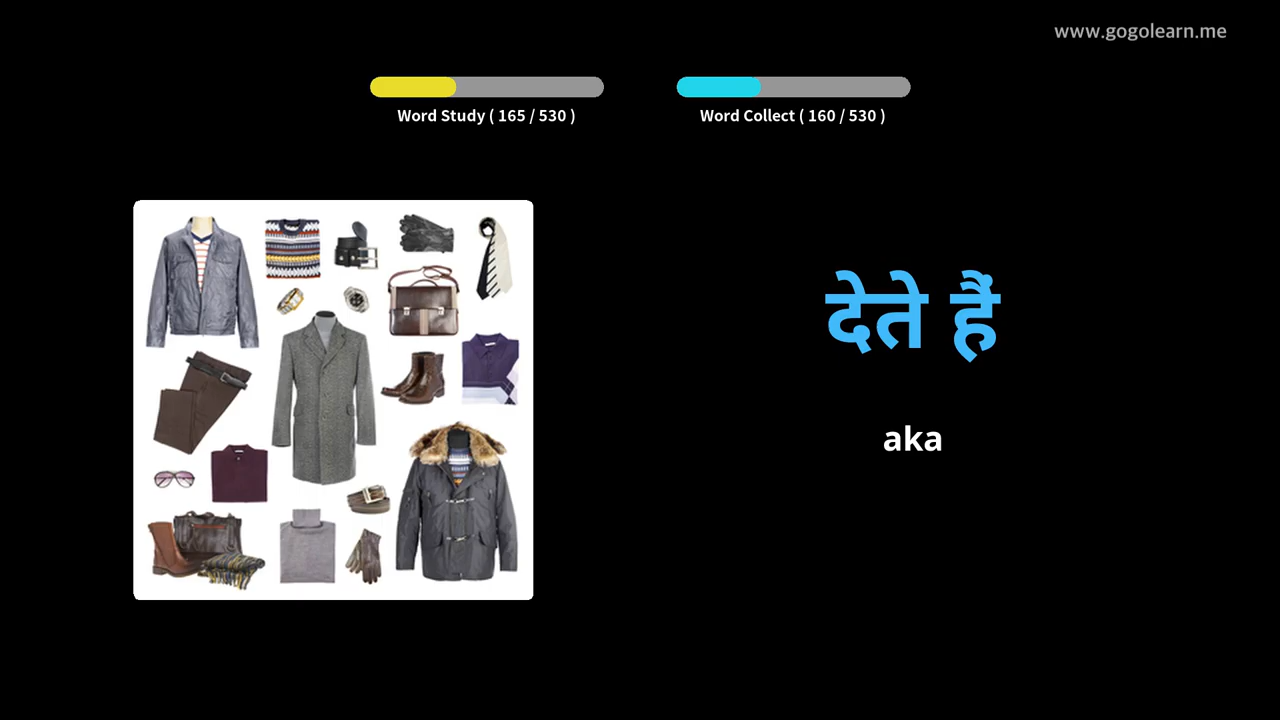 www.gogolearn.me
Word Study ( 165 / 530 )
Word Collect ( 160 / 530 )
देते हैं
aka